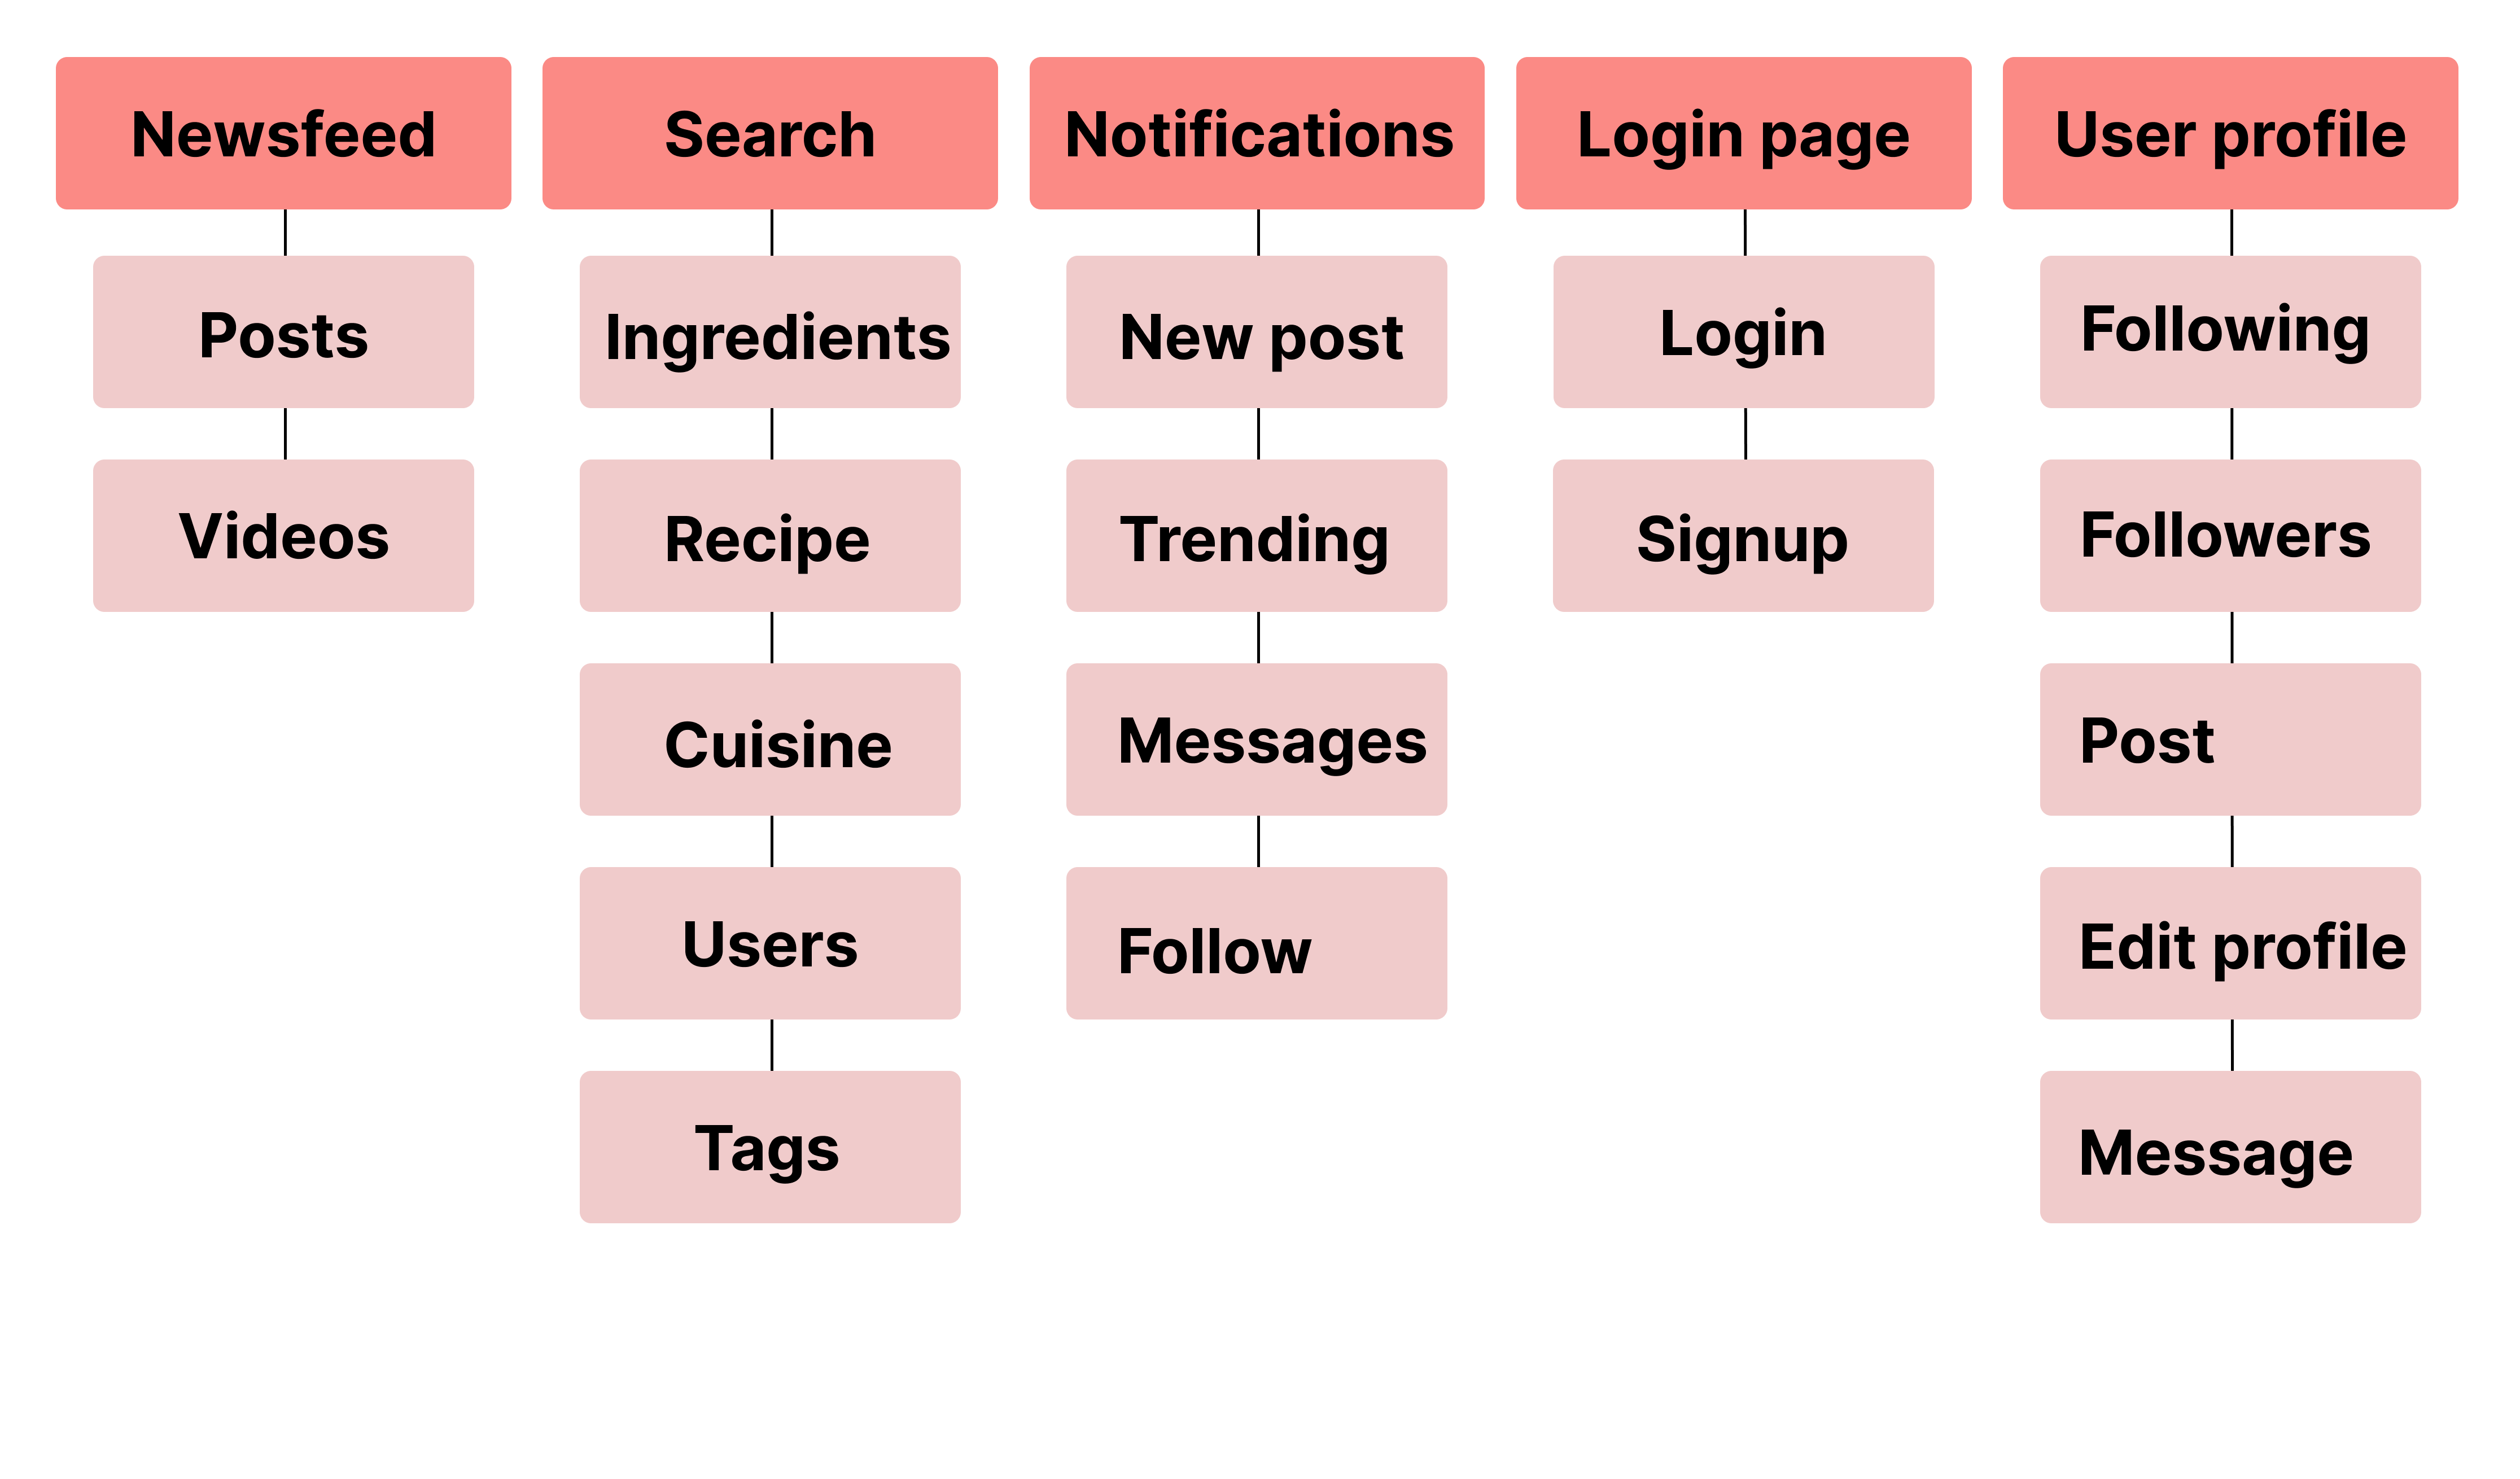 Newsfeed
Search
Notifications
Login page
User profile
Posts
Ingredients
New post
Login
Following
Videos
Recipe
Trending
Signup
Followers
Cuisine
Messages
Post
Users
Follow
Edit profile
Tags
Message